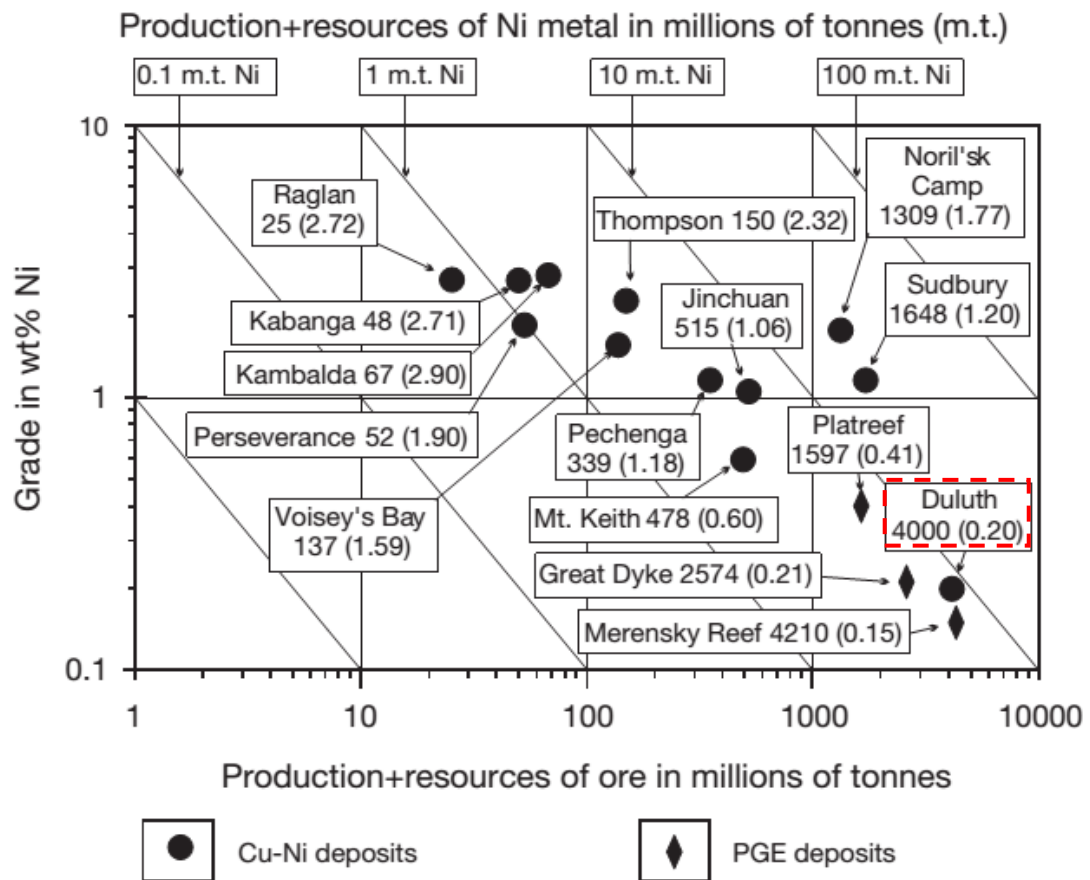 Production+resources of Ni metal in millions of tonnes (m.t.)
0.1 m.t. Ni
1 m.t. Ni
10 m.t. Ni
100 m.t. Ni
10
1
0.1
Grade in wt% Ni
Raglan
25 (2.72)
Thompson 150 (2.32)
Noril'sk
Camp
1309 (1.77)
Kabanga 48 (2.71)
Jinchuan
515 (1.06)
Sudbury
1648 (1.20)
Kambalda 67 (2.90)
Perseverance 52 (1.90)
Pechenga
339 (1.18)
Platreef
1597 (0.41)
Voisey's Bay
137 (1.59)
Mt. Keith 478 (0.60)
Duluth
4000 (0.20)
Great Dyke 2574 (0.21)
Merensky Reef 4210 (0.15)
1
10
100
1000
10000
Production+resources of ore in millions of tonnes
Cu-Ni deposits
PGE deposits